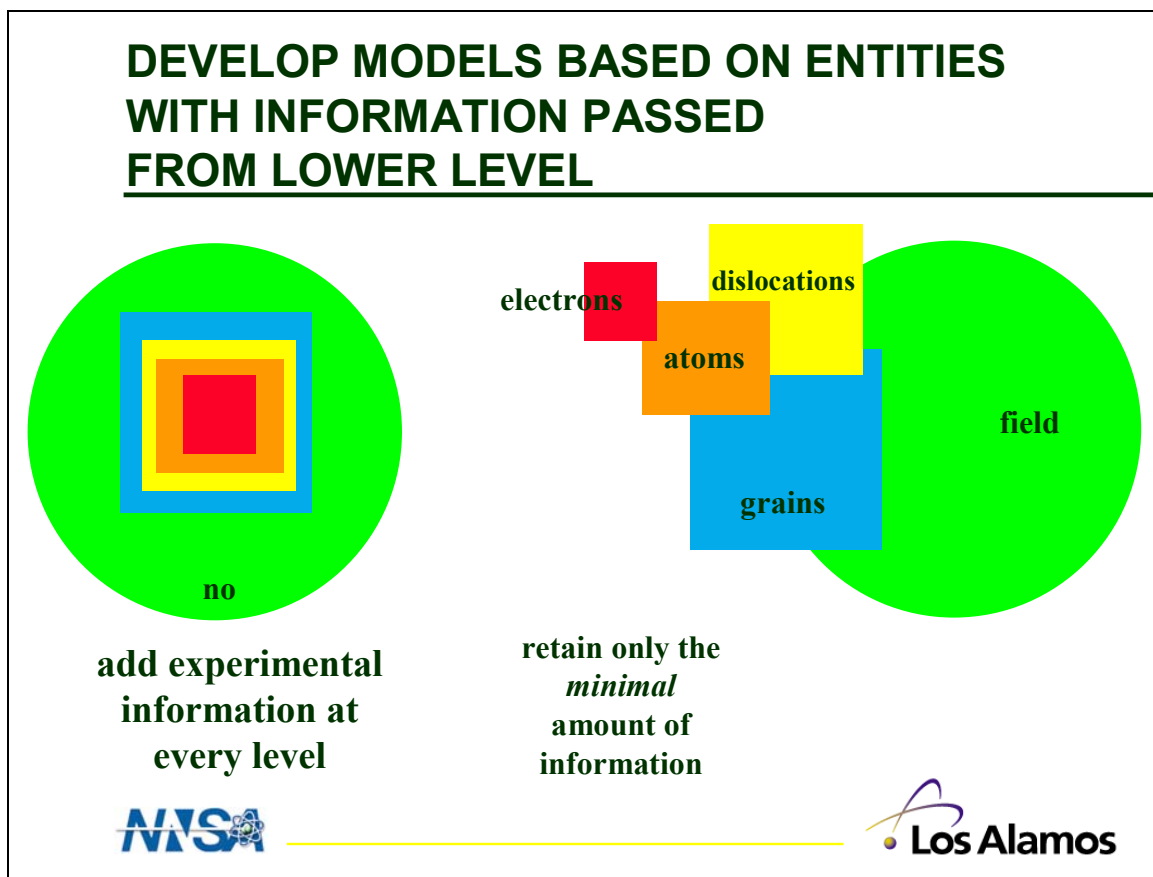 DEVELOP MODELS BASED ON ENTITIES
WITH INFORMATION PASSED
FROM LOWER LEVEL
no
add experimental
information at
every level
electrons
dislocations
atoms
field
grains
retain only the
minimal
amount of
information
NNSA
Los Alamos